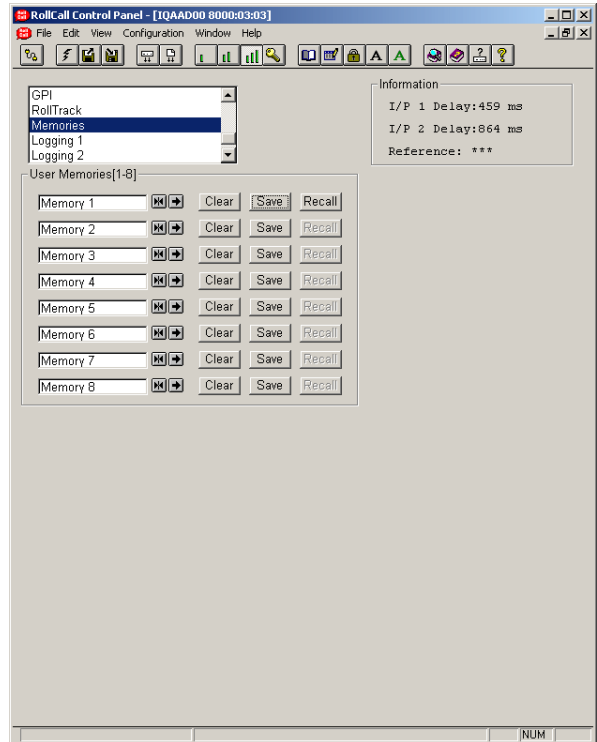 RollCall Control Panel - [IQAAD00 8000:03:03]
File Edit View Configuration Window Help
A A ?
GPI
RollTrack
Memories
Logging 1
Logging 2
Information
I/P 1 Delay:459 ms
I/P 2 Delay:864 ms
Reference: ***
User Memories[1-8]
Memory 1 Clear Save Recall
Memory 2 Clear Save Recall
Memory 3 Clear Save Recall
Memory 4 Clear Save Recall
Memory 5 Clear Save Recall
Memory 6 Clear Save Recall
Memory 7 Clear Save Recall
Memory 8 Clear Save Recall
NUM